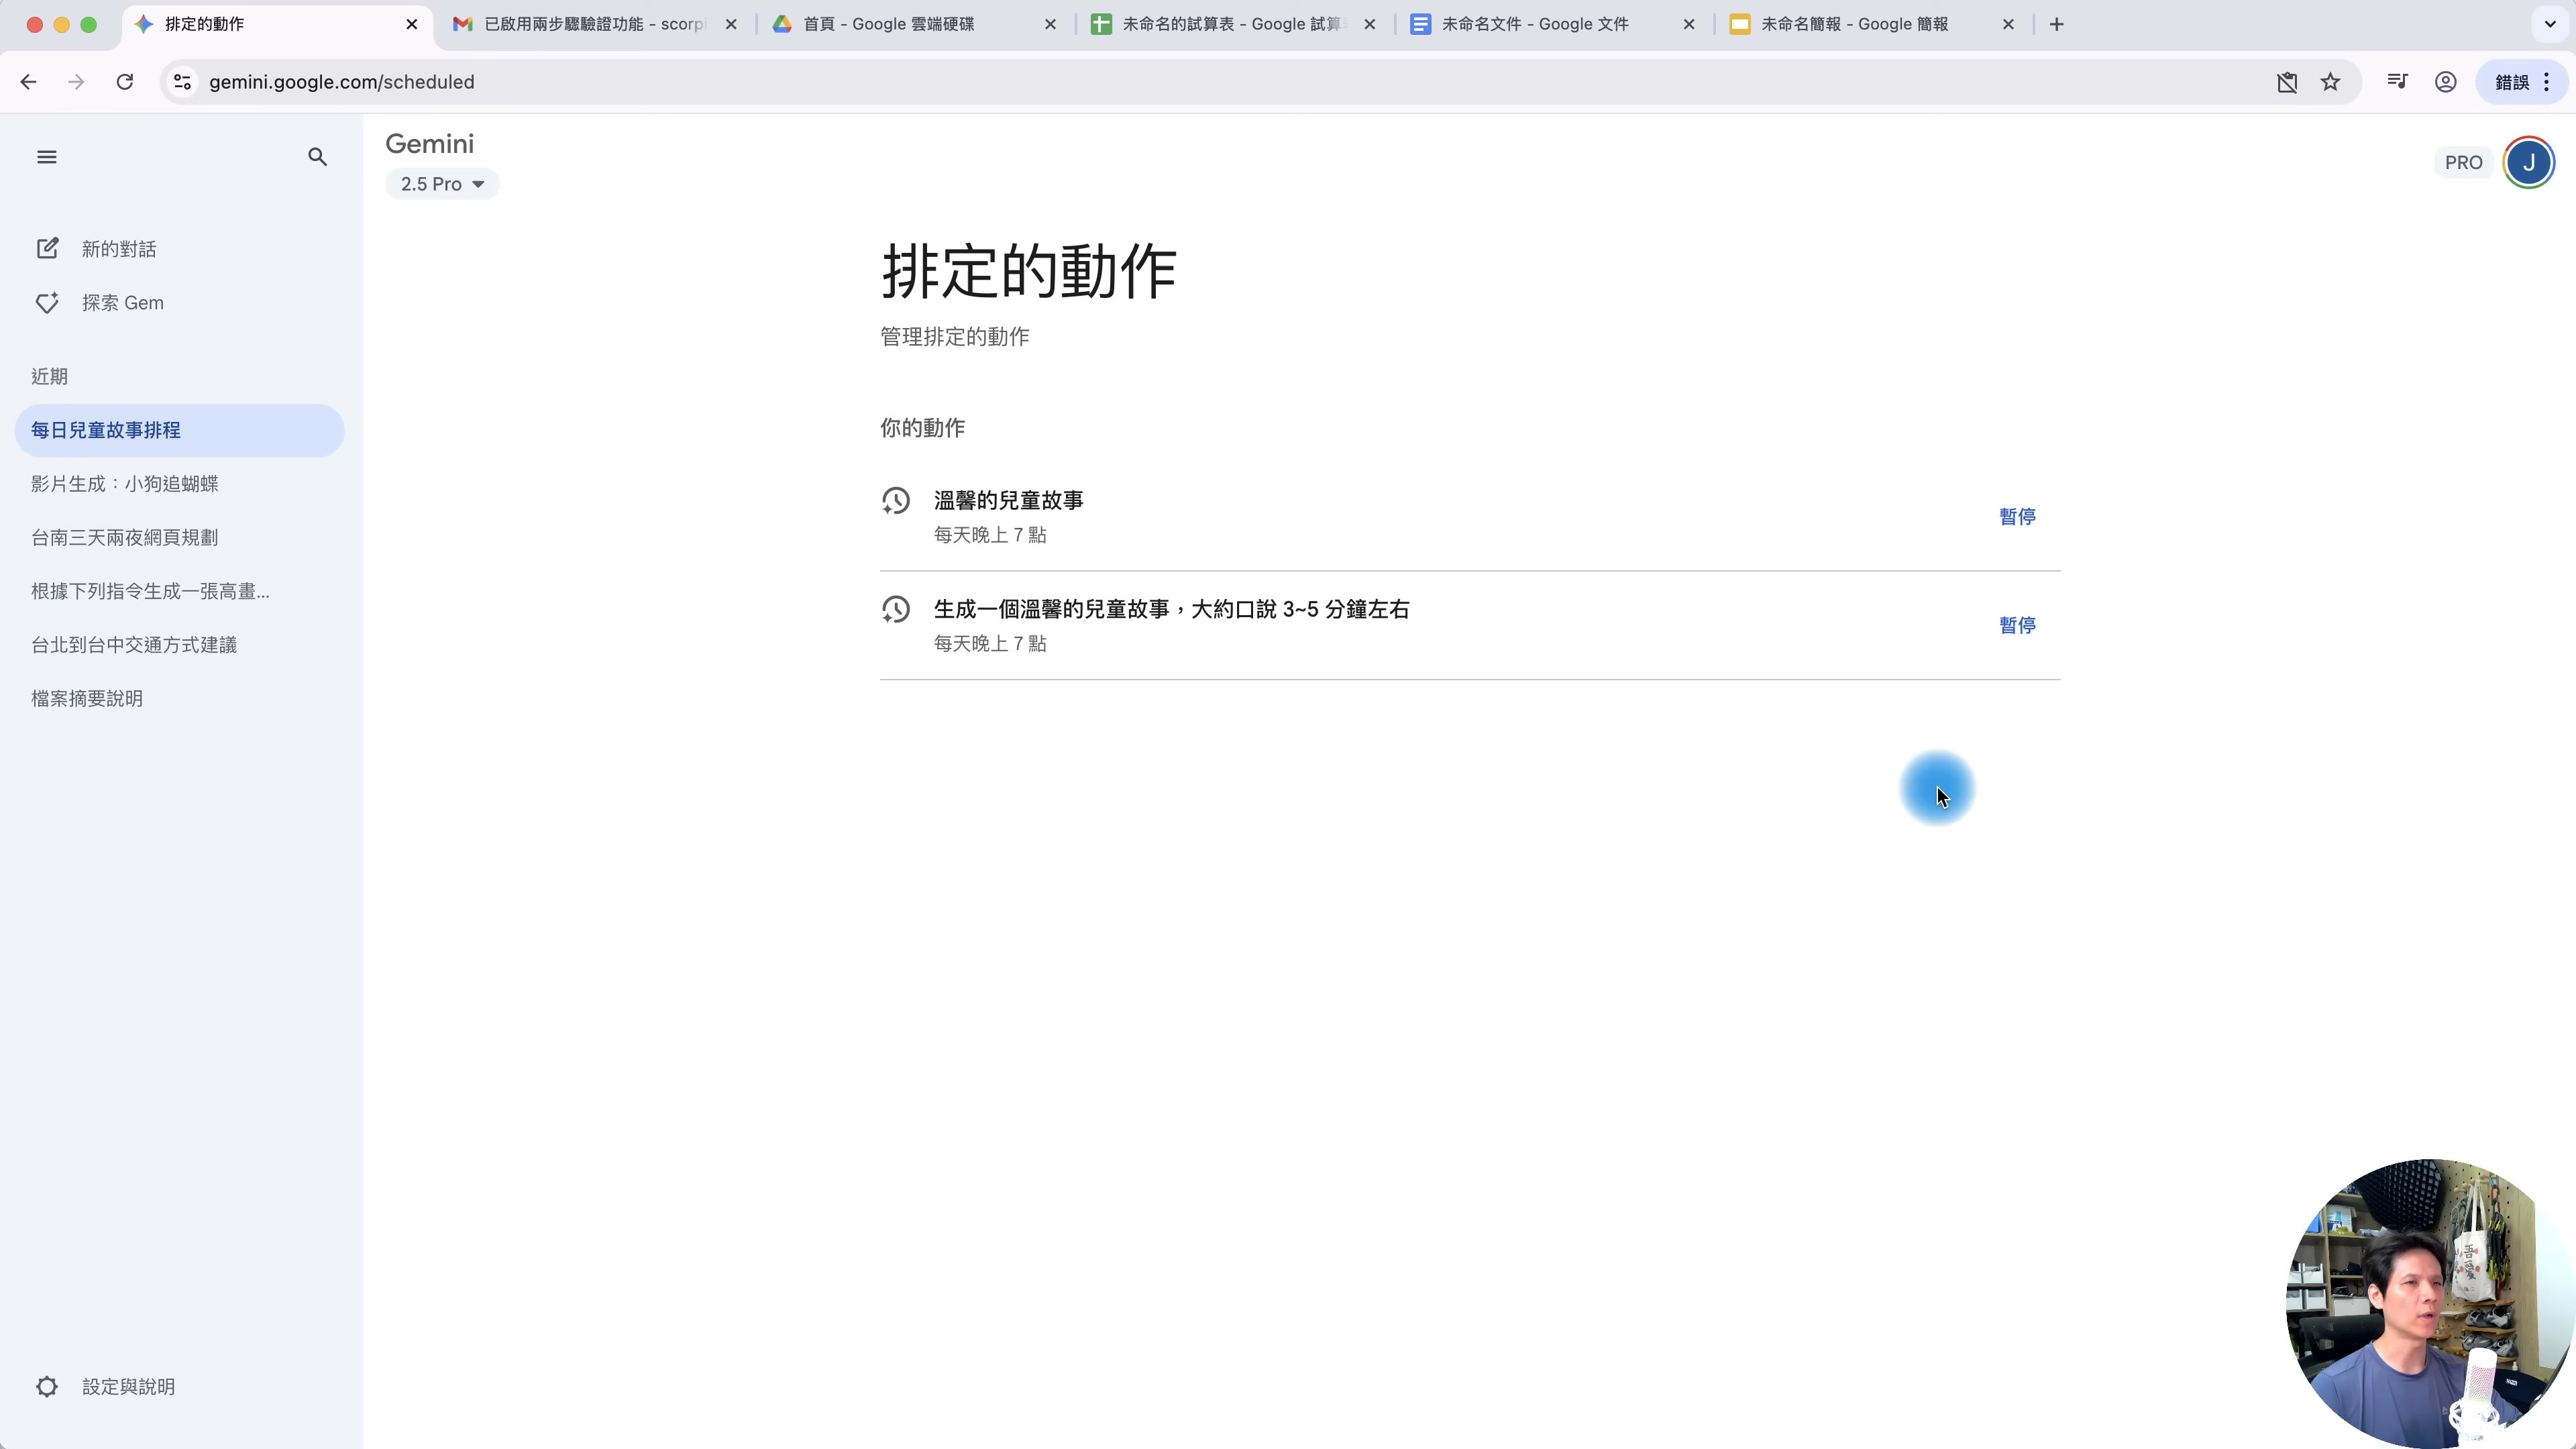 排定的動作
已啟用兩步驟驗證功能 - scorpi
首頁 - Google 雲端硬碟
未命名的試算表 - Google 試算
未命名文件 - Google 文件
未命名簡報 - Google 簡報
gemini.google.com/scheduled
錯誤
Gemini
2.5 Pro
PRO
J
新的對話
探索 Gem
近期
每日兒童故事排程
影片生成：小狗追蝴蝶
台南三天兩夜網頁規劃
根據下列指令生成一張高畫...
台北到台中交通方式建議
檔案摘要說明
設定與說明
排定的動作
管理排定的動作
你的動作
溫馨的兒童故事
每天晚上 7 點
暫停
生成一個溫馨的兒童故事，大約口說 3~5 分鐘左右
每天晚上 7 點
暫停